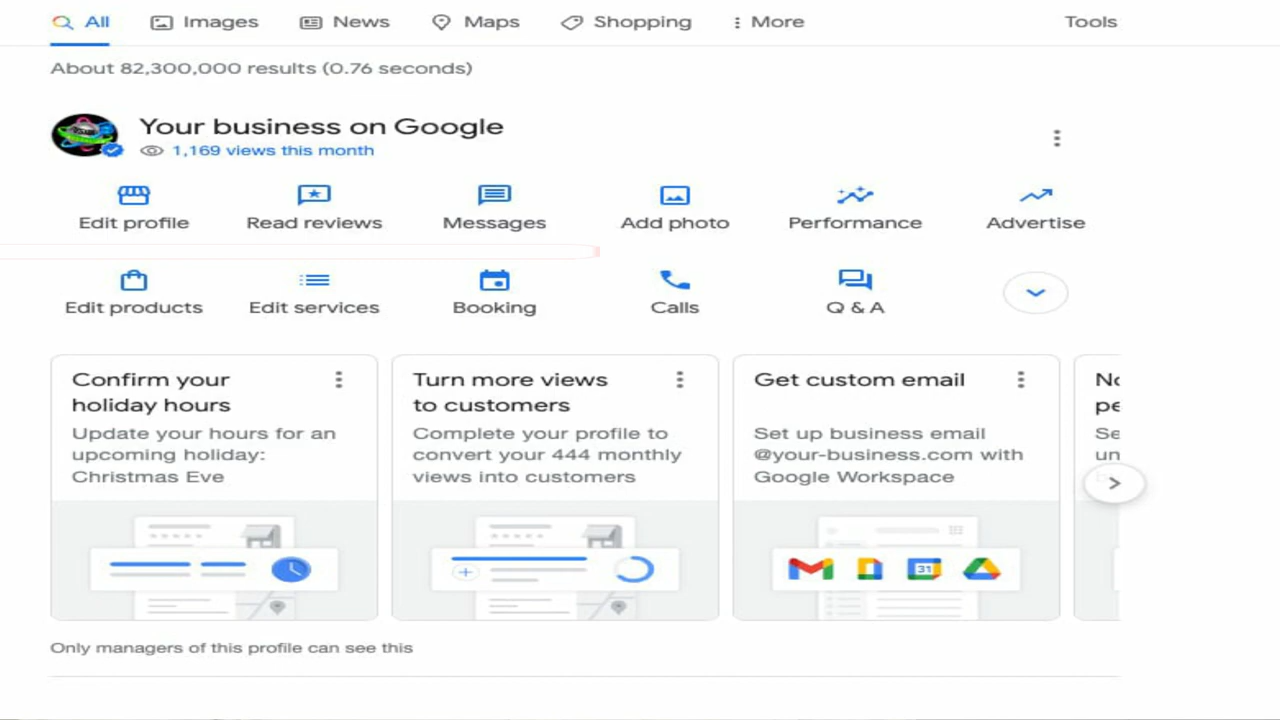 All Images News Maps Shopping More Tools
About 82,300,000 results (0.76 seconds)
Your business on Google
1,169 views this month
Edit profile Read reviews Messages Add photo Performance Advertise
Edit products Edit services Booking Calls Q & A
Confirm your
holiday hours
Update your hours for an
upcoming holiday:
Christmas Eve
Turn more views
to customers
Complete your profile to
convert your 444 monthly
views into customers
Get custom email
Set up business email
@your-business.com with
Google Workspace
31
Only managers of this profile can see this